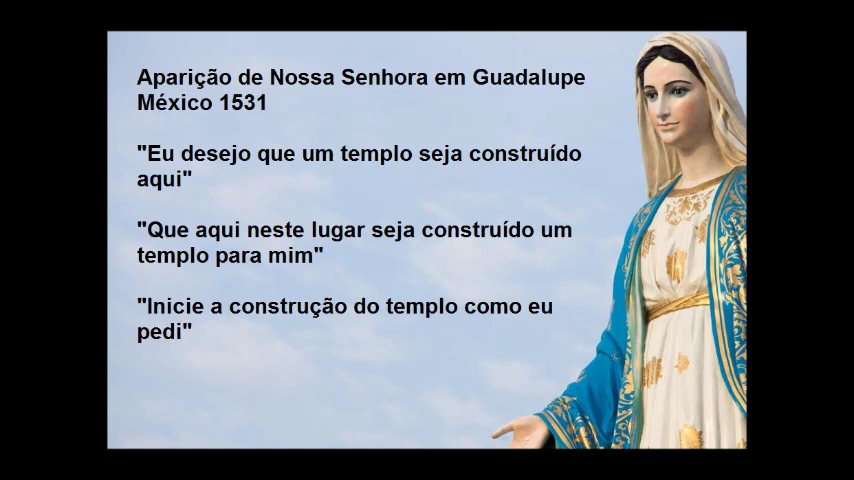 Aparição de Nossa Senhora em Guadalupe
México 1531
"Eu desejo que um templo seja construído
aqui"
"Que aqui neste lugar seja construído um
templo para mim"
"Inicie a construção do templo como eu
pedi"